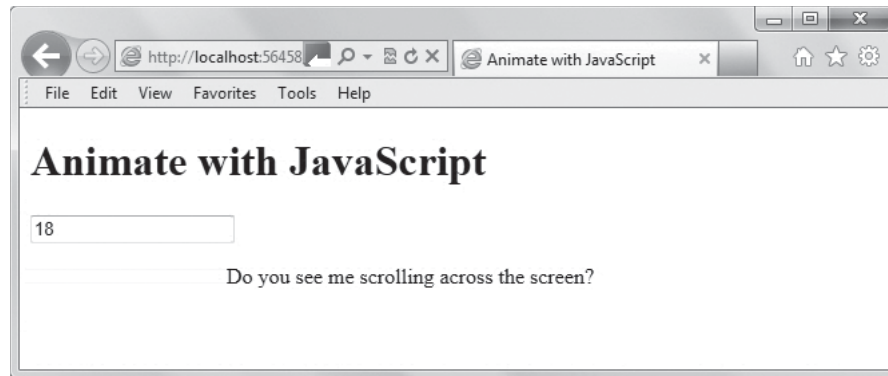 http://localhost:56458
Animate with JavaScript
File Edit View Favorites Tools Help
Animate with JavaScript
18
Do you see me scrolling across the screen?